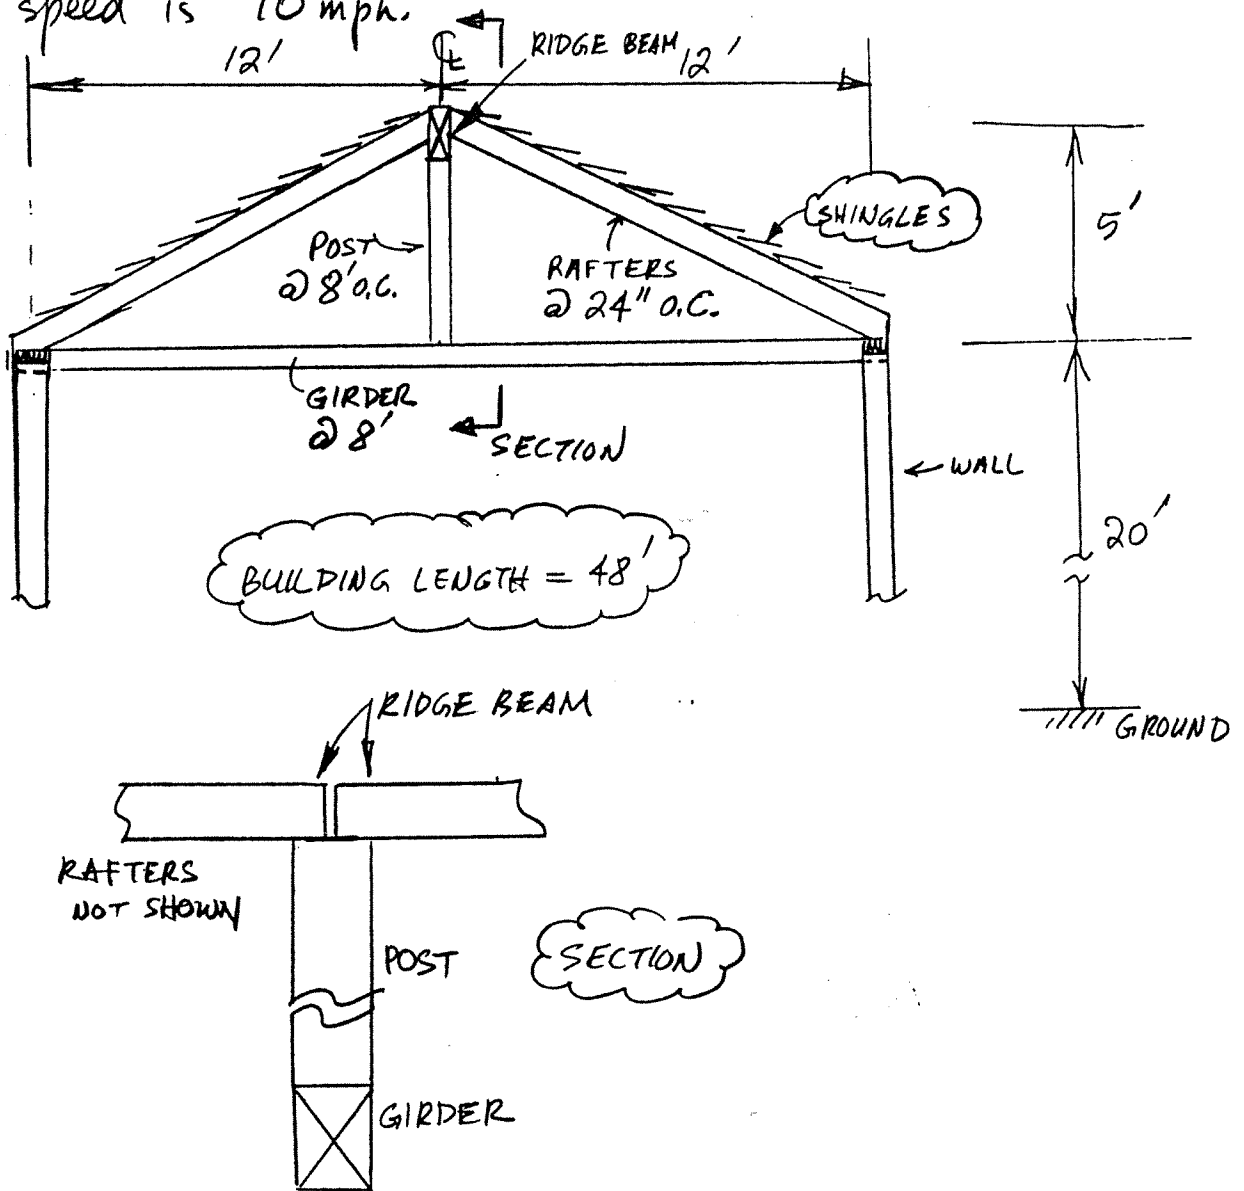 speed is 70 mph.
12'
℄
RIDGE BEAM
12'
SHINGLES
5'
POST
@ 8' O.C.
RAFTERS
@ 24" O.C.
GIRDER
@ 8'
SECTION
WALL
20'
BUILDING LENGTH = 48'
RIDGE BEAM
GROUND
RAFTERS
NOT SHOWN
POST
SECTION
GIRDER